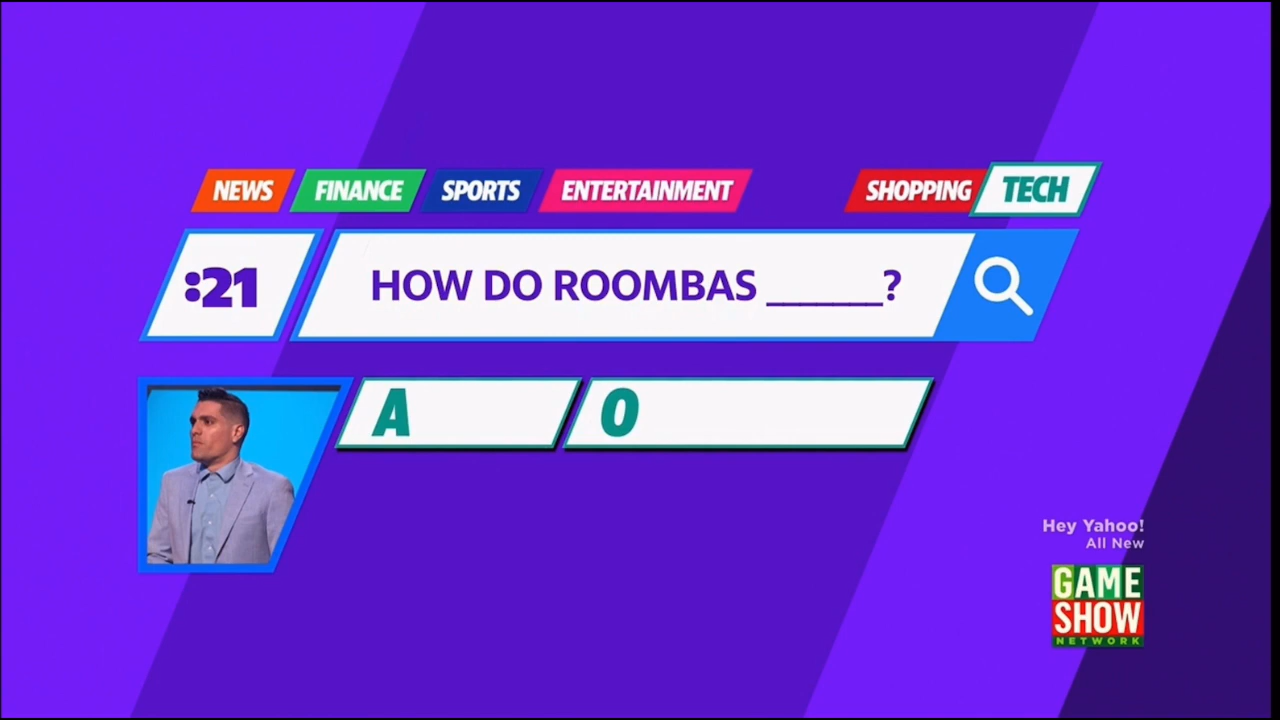 NEWS FINANCE SPORTS ENTERTAINMENT SHOPPING TECH
:21 HOW DO ROOMBAS ______?
A O
Hey Yahoo!
All New
GAME
SHOW
NETWORK